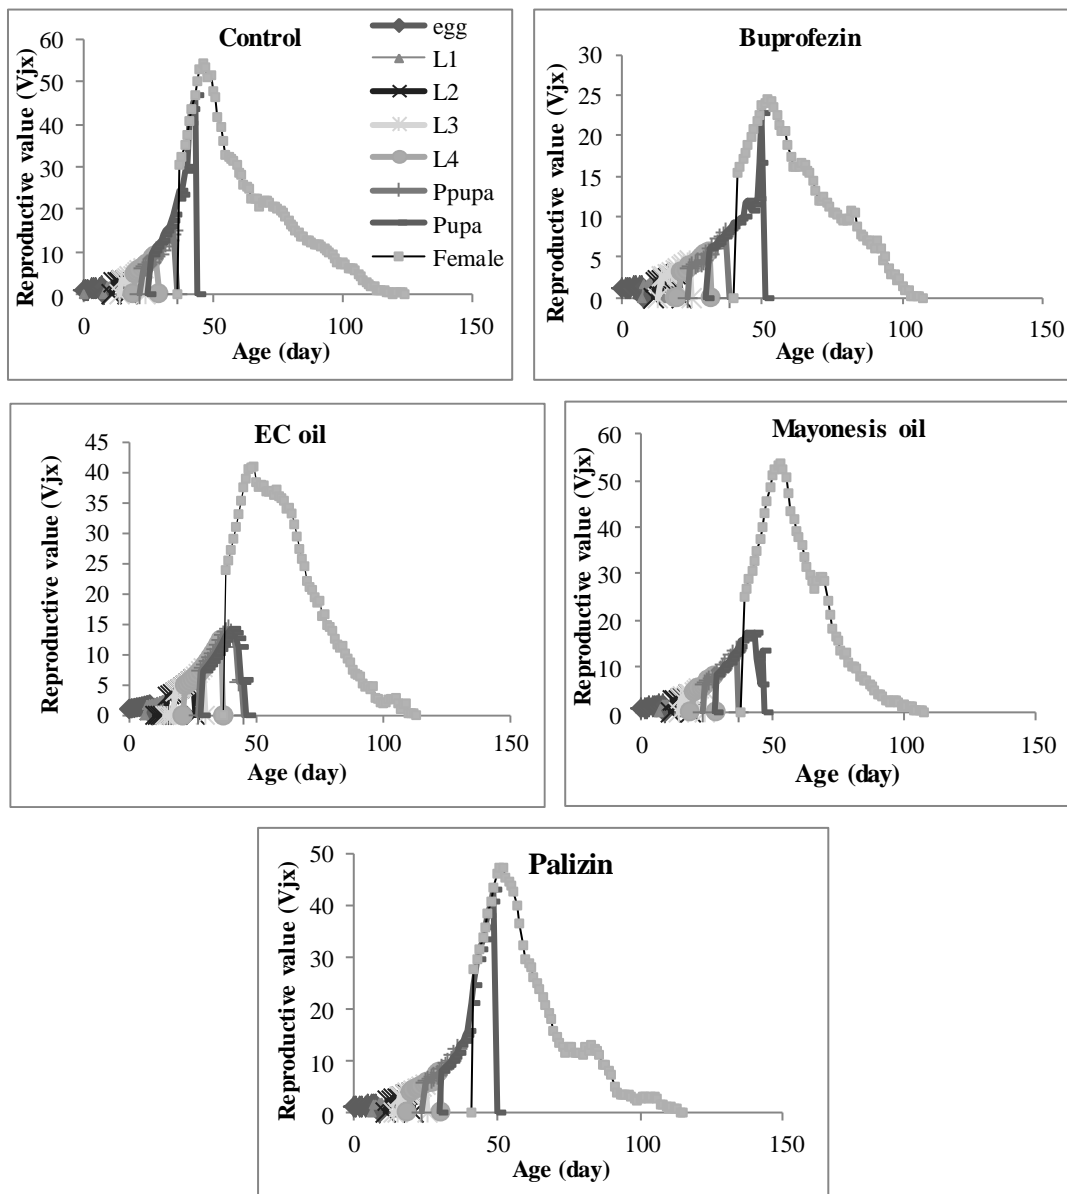 Control
Reproductive value (Vjx)
60
50
40
30
20
10
0
0 50 100 150
Age (day)
egg
L1
L2
L3
L4
Ppupa
Pupa
Female
Buprofezin
Reproductive value (Vjx)
30
25
20
15
10
5
0
0 50 100 150
Age (day)
EC oil
Reproductive value (Vjx)
45
40
35
30
25
20
15
10
5
0
0 50 100 150
Age (day)
Mayonesis oil
Reproductive value (Vjx)
60
50
40
30
20
10
0
0 50 100 150
Age (day)
Palizin
Reproductive value (Vjx)
50
40
30
20
10
0
0 50 100 150
Age (day)